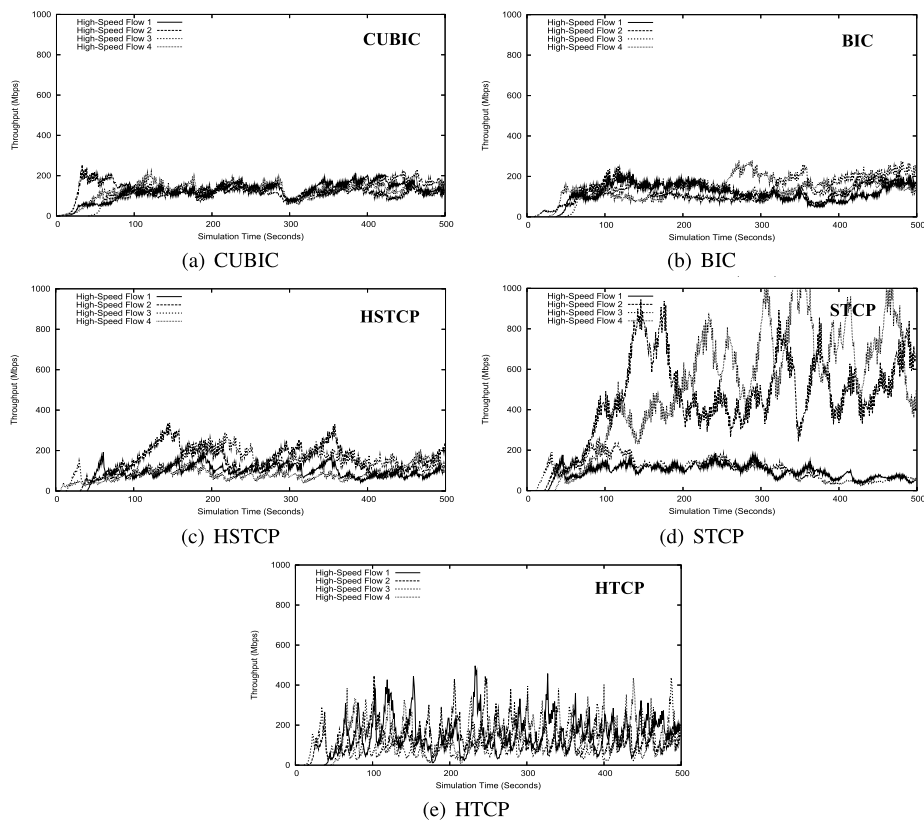 High-Speed Flow 1
High-Speed Flow 2
High-Speed Flow 3
High-Speed Flow 4
CUBIC
Throughput (Mbps)
1000
800
600
400
200
0
0 100 200 300 400 500
Simulation Time (Seconds)
(a) CUBIC
High-Speed Flow 1
High-Speed Flow 2
High-Speed Flow 3
High-Speed Flow 4
BIC
Throughput (Mbps)
1000
800
600
400
200
0
0 100 200 300 400 500
Simulation Time (Seconds)
(b) BIC
High-Speed Flow 1
High-Speed Flow 2
High-Speed Flow 3
High-Speed Flow 4
HSTCP
Throughput (Mbps)
1000
800
600
400
200
0
0 100 200 300 400 500
Simulation Time (Seconds)
(c) HSTCP
High-Speed Flow 1
High-Speed Flow 2
High-Speed Flow 3
High-Speed Flow 4
STCP
Throughput (Mbps)
1000
800
600
400
200
0
0 100 200 300 400 500
Simulation Time (Seconds)
(d) STCP
High-Speed Flow 1
High-Speed Flow 2
High-Speed Flow 3
High-Speed Flow 4
HTCP
Throughput (Mbps)
1000
800
600
400
200
0
0 100 200 300 400 500
Simulation Time (Seconds)
(e) HTCP